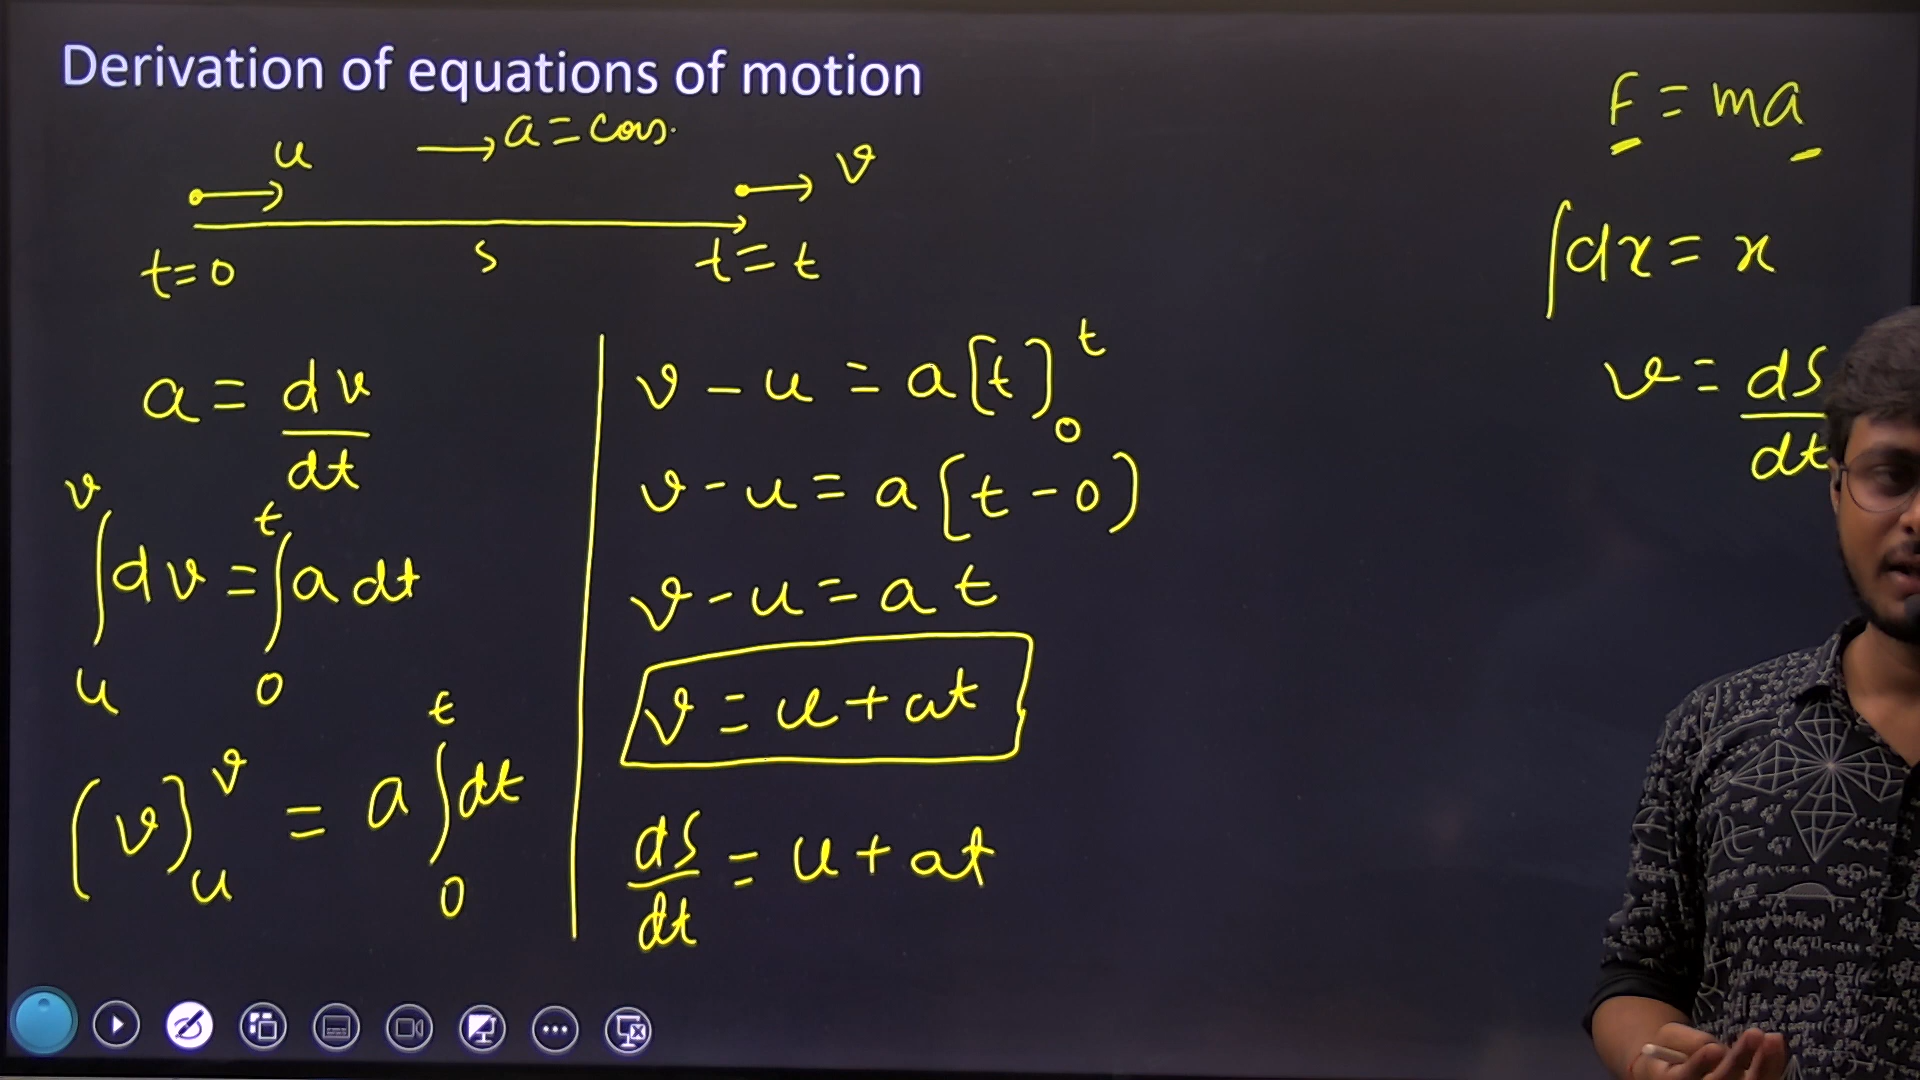 Derivation of equations of motion
u → a = cons. v
s
t=0 t=t
a = dv/dt
v t
∫dv = ∫a dt
u 0
(v)ᵥᵤ = a ∫dt
t
0
v - u = a[t]
t
0
v - u = a[t - 0]
v - u = a t
v = u + at
ds/dt = u + at
F = ma
∫dx = x
v = ds/dt